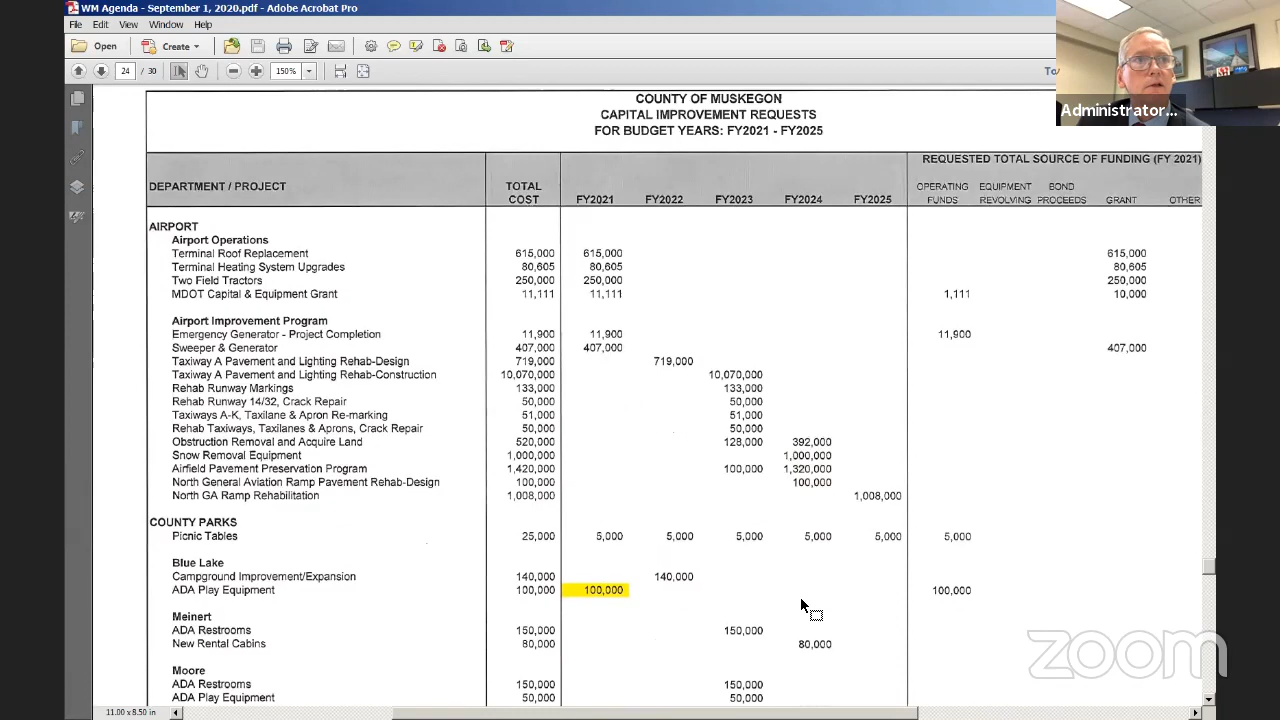 WM Agenda - September 1, 2020.pdf - Adobe Acrobat Pro
File Edit View Window Help
Open Create
24 / 30 150%
Administrator...
COUNTY OF MUSKEGON
CAPITAL IMPROVEMENT REQUESTS
FOR BUDGET YEARS: FY2021 - FY2025
REQUESTED TOTAL SOURCE OF FUNDING (FY 2021)
DEPARTMENT / PROJECT TOTAL COST FY2021 FY2022 FY2023 FY2024 FY2025 OPERATING FUNDS EQUIPMENT REVOLVING BOND PROCEEDS GRANT OTHER
AIRPORT
Airport Operations
Terminal Roof Replacement 615,000 615,000 615,000
Terminal Heating System Upgrades 80,605 80,605 80,605
Two Field Tractors 250,000 250,000 250,000
MDOT Capital & Equipment Grant 11,111 11,111 1,111 10,000
Airport Improvement Program
Emergency Generator - Project Completion 11,900 11,900 11,900
Sweeper & Generator 407,000 407,000 407,000
Taxiway A Pavement and Lighting Rehab-Design 719,000 719,000
Taxiway A Pavement and Lighting Rehab-Construction 10,070,000 10,070,000
Rehab Runway Markings 133,000 133,000
Rehab Runway 14/32, Crack Repair 50,000 50,000
Taxiways A-K, Taxilane & Apron Re-marking 51,000 51,000
Rehab Taxiways, Taxilanes & Aprons, Crack Repair 50,000 50,000
Obstruction Removal and Acquire Land 520,000 128,000 392,000
Snow Removal Equipment 1,000,000 1,000,000
Airfield Pavement Preservation Program 1,420,000 100,000 1,320,000
North General Aviation Ramp Pavement Rehab-Design 100,000 100,000
North GA Ramp Rehabilitation 1,008,000 1,008,000
COUNTY PARKS
Picnic Tables 25,000 5,000 5,000 5,000 5,000 5,000 5,000
Blue Lake
Campground Improvement/Expansion 140,000 140,000
ADA Play Equipment 100,000 100,000 100,000
Meinert
ADA Restrooms 150,000 150,000
New Rental Cabins 80,000 80,000
Moore
ADA Restrooms 150,000 150,000
ADA Play Equipment 50,000 50,000
zoom
11.00 x 8.50 in